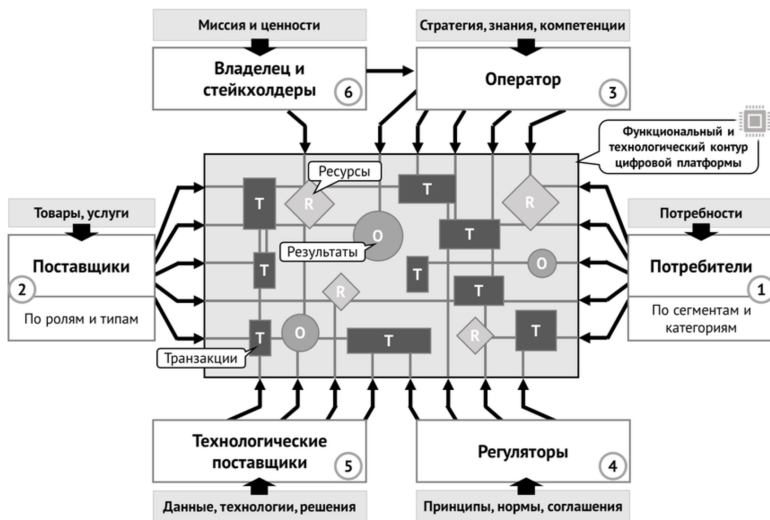 Миссия и ценности
Стратегия, знания, компетенции
Владелец и
стейкхолдеры
6
Оператор
3
Функциональный и
технологический контур
цифровой платформы
Ресурсы
T
R
T
R
Товары, услуги
Потребности
O
T
Результаты
Поставщики
2
По ролям и типам
T
T
O
Потребители
1
По сегментам и
категориям
R
T
T
O
T
R
T
Транзакции
Технологические
поставщики
5
Регуляторы
4
Данные, технологии, решения
Принципы, нормы, соглашения